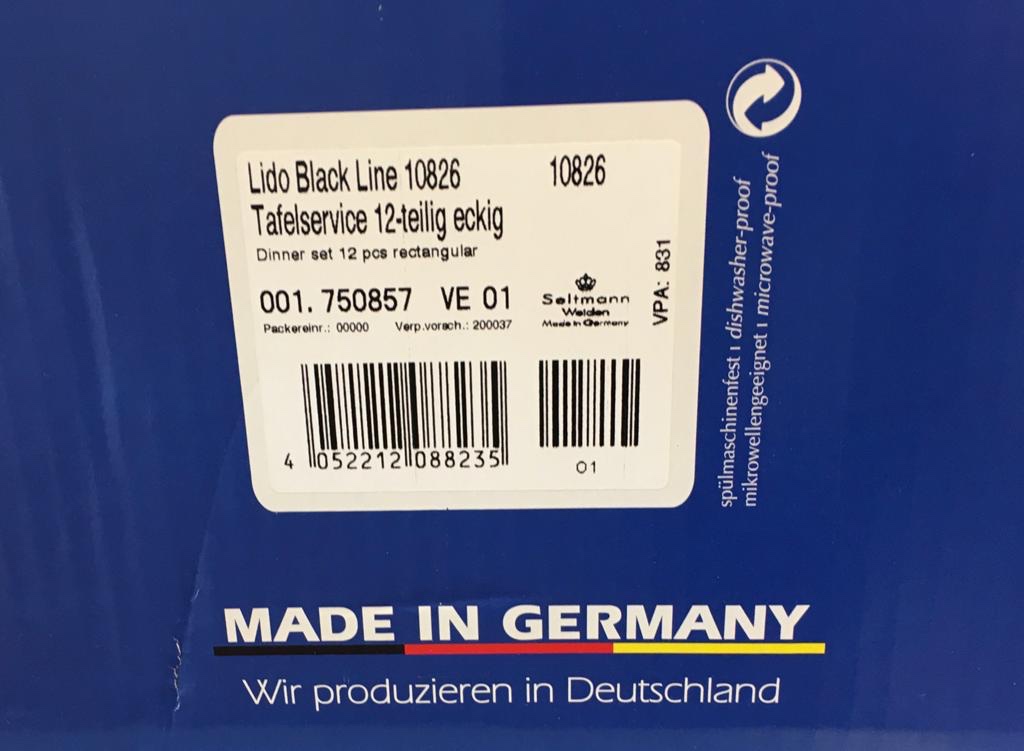 Lido Black Line 10826
10826
Tafelservice 12-teilig eckig
Dinner set 12 pcs rectangular
001. 750857 VE 01
Packereinr.: 00000 Verp.vorsch.: 200037
Seltmann
Weiden
Made in Germany
VPA: 831
4 052212 088235
01
spülmaschinenfest ı dishwasher-proof
mikrowellengeeignet ı microwave-proof
MADE IN GERMANY
Wir produzieren in Deutschland